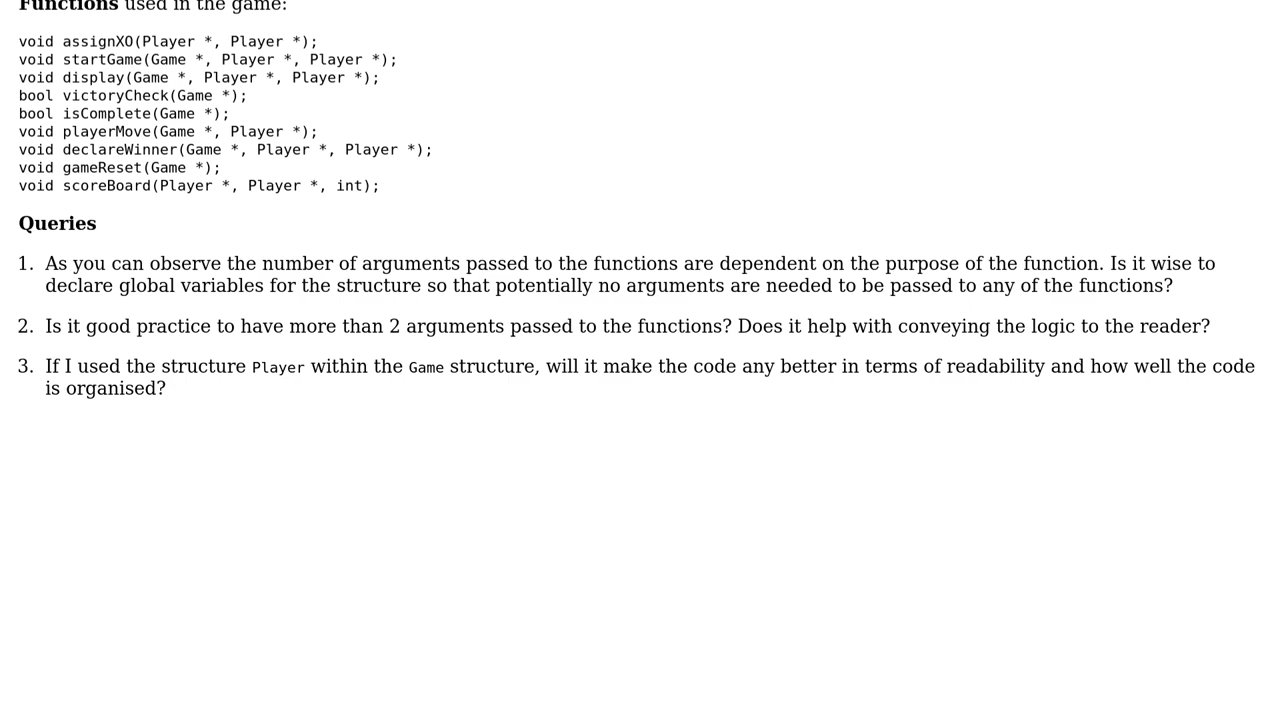 Functions used in the game:
void assignXO(Player *, Player *);
void startGame(Game *, Player *, Player *);
void display(Game *, Player *, Player *);
bool victoryCheck(Game *);
bool isComplete(Game *);
void playerMove(Game *, Player *);
void declareWinner(Game *, Player *, Player *);
void gameReset(Game *);
void scoreBoard(Player *, Player *, int);
Queries
1. As you can observe the number of arguments passed to the functions are dependent on the purpose of the function. Is it wise to
declare global variables for the structure so that potentially no arguments are needed to be passed to any of the functions?
2. Is it good practice to have more than 2 arguments passed to the functions? Does it help with conveying the logic to the reader?
3. If I used the structure Player within the Game structure, will it make the code any better in terms of readability and how well the code
is organised?